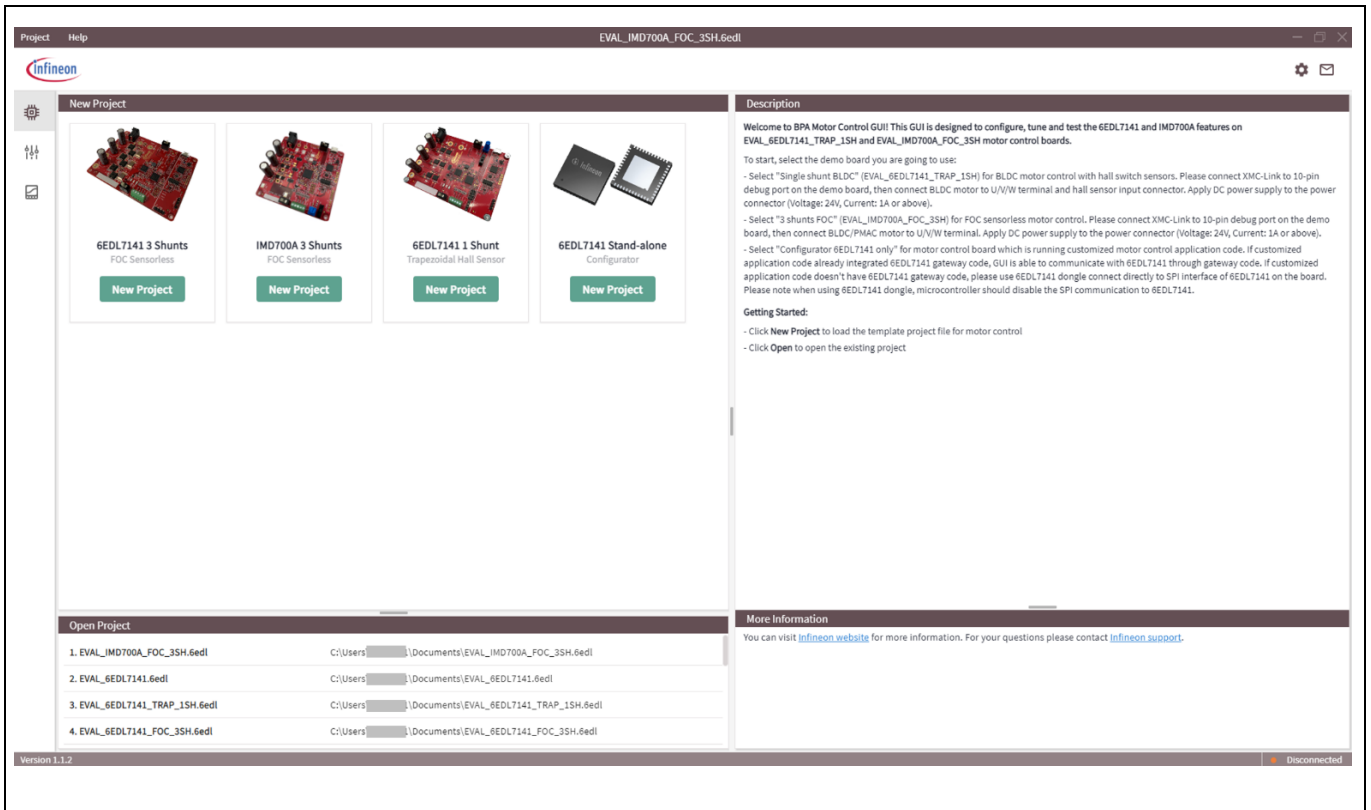 Project Help EVAL_IMD700A_FOC_3SH.6edl
infineon
New Project
6EDL7141 3 Shunts
FOC Sensorless
New Project
IMD700A 3 Shunts
FOC Sensorless
New Project
6EDL7141 1 Shunt
Trapezoidal Hall Sensor
New Project
infineon
6EDL7141 Stand-alone
Configurator
New Project
Description
Welcome to BPA Motor Control GUI! This GUI is designed to configure, tune and test the 6EDL7141 and IMD700A features on
EVAL_6EDL7141_TRAP_1SH and EVAL_IMD700A_FOC_3SH motor control boards.
To start, select the demo board you are going to use:
- Select "Single shunt BLDC" (EVAL_6EDL7141_TRAP_1SH) for BLDC motor control with hall switch sensors. Please connect XMC-Link to 10-pin
debug port on the demo board, then connect BLDC motor to U/V/W terminal and hall sensor input connector. Apply DC power supply to the power
connector (Voltage: 24V, Current: 1A or above).
- Select "3 shunts FOC" (EVAL_IMD700A_FOC_3SH) for FOC sensorless motor control. Please connect XMC-Link to 10-pin debug port on the demo
board, then connect BLDC/PMAC motor to U/V/W terminal. Apply DC power supply to the power connector (Voltage: 24V, Current: 1A or above).
- Select "Configurator 6EDL7141 only" for motor control board which is running customized motor control application code. If customized
application code already integrated 6EDL7141 gateway code, GUI is able to communicate with 6EDL7141 through gateway code. If customized
application code doesn't have 6EDL7141 gateway code, please use 6EDL7141 dongle connect directly to SPI interface of 6EDL7141 on the board.
Please note when using 6EDL7141 dongle, microcontroller should disable the SPI communication to 6EDL7141.
Getting Started:
- Click New Project to load the template project file for motor control
- Click Open to open the existing project
Open Project
1. EVAL_IMD700A_FOC_3SH.6edl C:\Users \Documents\EVAL_IMD700A_FOC_3SH.6edl
2. EVAL_6EDL7141.6edl C:\Users \Documents\EVAL_6EDL7141.6edl
3. EVAL_6EDL7141_TRAP_1SH.6edl C:\Users \Documents\EVAL_6EDL7141_TRAP_1SH.6edl
4. EVAL_6EDL7141_FOC_3SH.6edl C:\Users \Documents\EVAL_6EDL7141_FOC_3SH.6edl
More Information
You can visit Infineon website for more information. For your questions please contact Infineon support.
Version 1.1.2 Disconnected